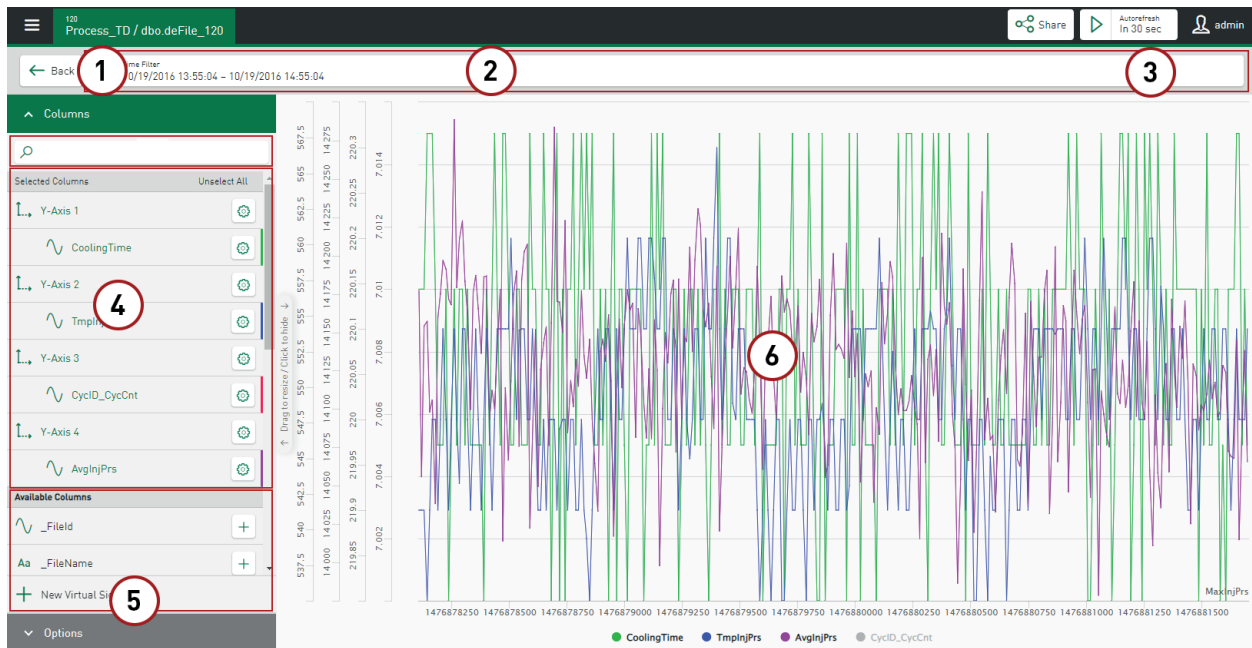 120
Process_TD / dbo.deFile_120
Share
Autorefresh
In 30 sec
admin
Back
1
me Filter
0/19/2016 13:55:04 – 10/19/2016 14:55:04
2
3
Columns
Selected Columns
Unselect All
Y-Axis 1
CoolingTime
Y-Axis 2
4
TmpInj
Y-Axis 3
CycID_CycCnt
Y-Axis 4
AvgInjPrs
Available Columns
_FileId
Aa _FileName
New Virtual Si
5
Options
← Drag to resize / Click to hide →
567.5
565
562.5
560
557.5
555
552.5
550
547.5
545
542.5
540
537.5
14 275
14 250
14 225
14 200
14 175
14 150
14 125
14 100
14 075
14 050
14 025
14 000
220.3
220.25
220.2
220.15
220.1
220.05
220
219.95
219.9
219.85
7.014
7.012
7.01
7.008
7.006
7.004
7.002
6
MaxInjPrs
1476878250 1476878500 1476878750 1476879000 1476879250 1476879500 1476879750 1476880000 1476880250 1476880500 1476880750 1476881000 1476881250 1476881500
CoolingTime TmpInjPrs AvgInjPrs CycID_CycCnt